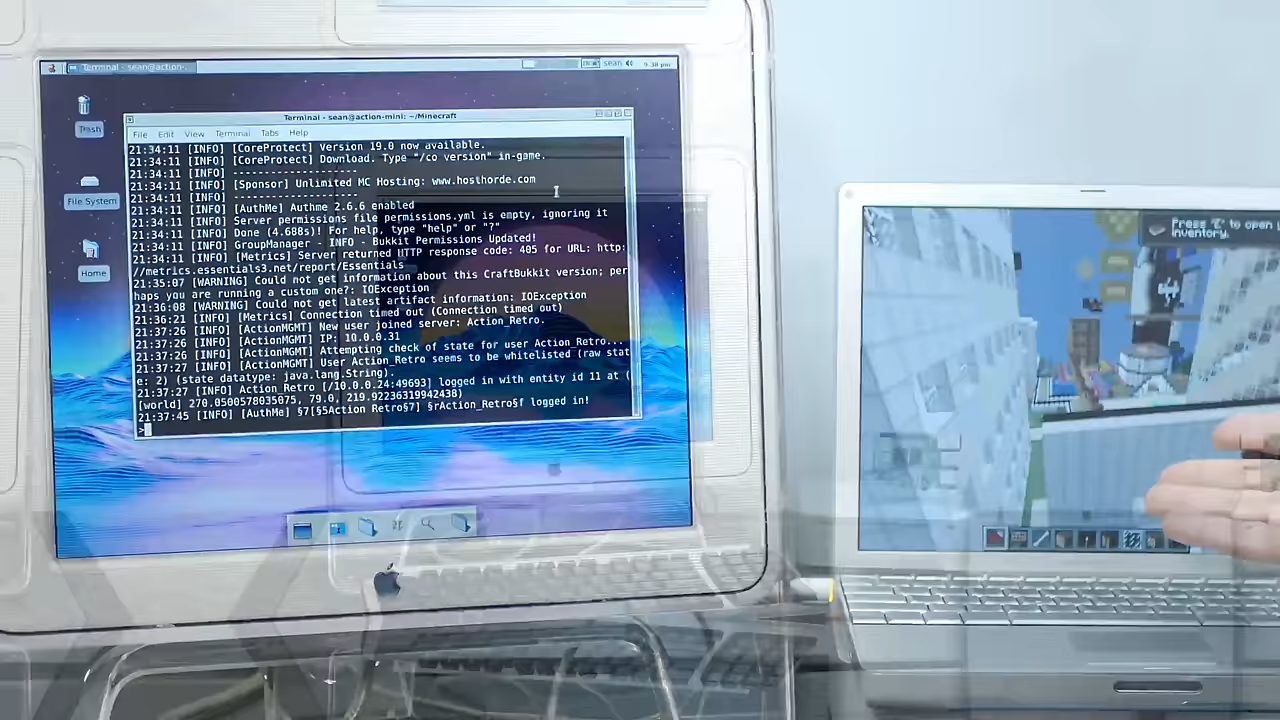 Terminal - sean@action-...
sean
9:38 pm
Trash
File System
Home
Terminal - sean@action-mini: ~/Minecraft
File Edit View Terminal Tabs Help
21:34:11 [INFO] [CoreProtect] Version 19.0 now available.
21:34:11 [INFO] [CoreProtect] Download. Type "/co version" in-game.
21:34:11 [INFO] --------------------
21:34:11 [INFO] [Sponsor] Unlimited MC Hosting: www.hosthorde.com
21:34:11 [INFO] --------------------
21:34:11 [INFO] [AuthMe] Authme 2.6.6 enabled
21:34:11 [INFO] Server permissions file permissions.yml is empty, ignoring it
21:34:11 [INFO] Done (4.688s)! For help, type "help" or "?"
21:34:11 [INFO] GroupManager - INFO - Bukkit Permissions Updated!
21:34:11 [INFO] [Metrics] Server returned HTTP response code: 405 for URL: http:
//metrics.essentials3.net/report/Essentials
21:35:07 [WARNING] Could not get information about this CraftBukkit version; per
haps you are running a custom one?: IOException
21:36:08 [WARNING] Could not get latest artifact information: IOException
21:36:21 [INFO] [Metrics] Connection timed out (Connection timed out)
21:37:26 [INFO] [ActionMGMT] New user joined server: Action_Retro.
21:37:26 [INFO] [ActionMGMT] IP: 10.0.0.31
21:37:26 [INFO] [ActionMGMT] Attempting check of state for user Action_Retro...
21:37:27 [INFO] [ActionMGMT] User Action_Retro seems to be whitelisted (raw stat
e: 2) (state datatype: java.lang.String).
21:37:27 [INFO] Action_Retro [/10.0.0.24:49693] logged in with entity id 11 at (
[world] 270.0500578035075, 79.0, 219.92236319942438)
21:37:45 [INFO] [AuthMe] §7[§5Action Retro§7] §rAction_Retro§f logged in!
>
Press 'E' to open
inventory.